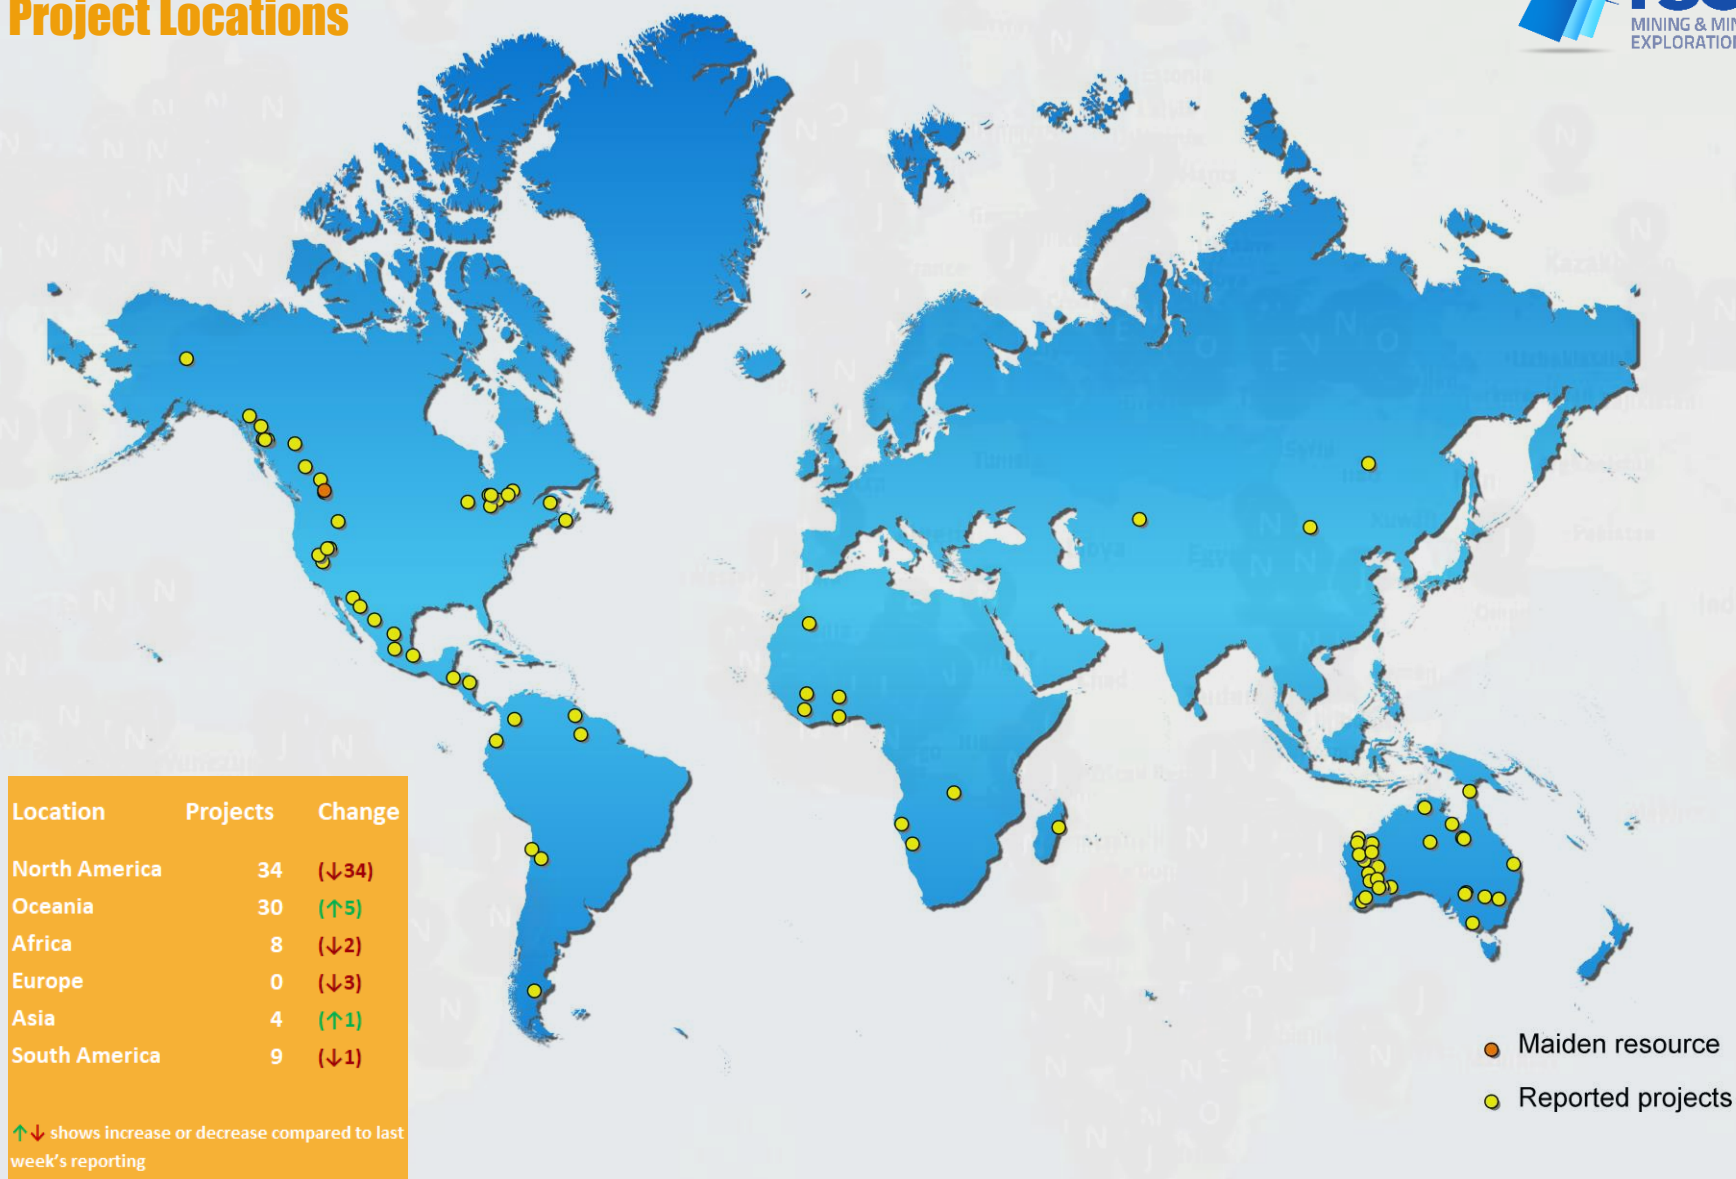 Project Locations
MINING & MIN
EXPLORATION
Location Projects Change
North America 34 (↓34)
Oceania 30 (↑5)
Africa 8 (↓2)
Europe 0 (↓3)
Asia 4 (↑1)
South America 9 (↓1)
↑↓ shows increase or decrease compared to last
week's reporting
Maiden resource
Reported projects